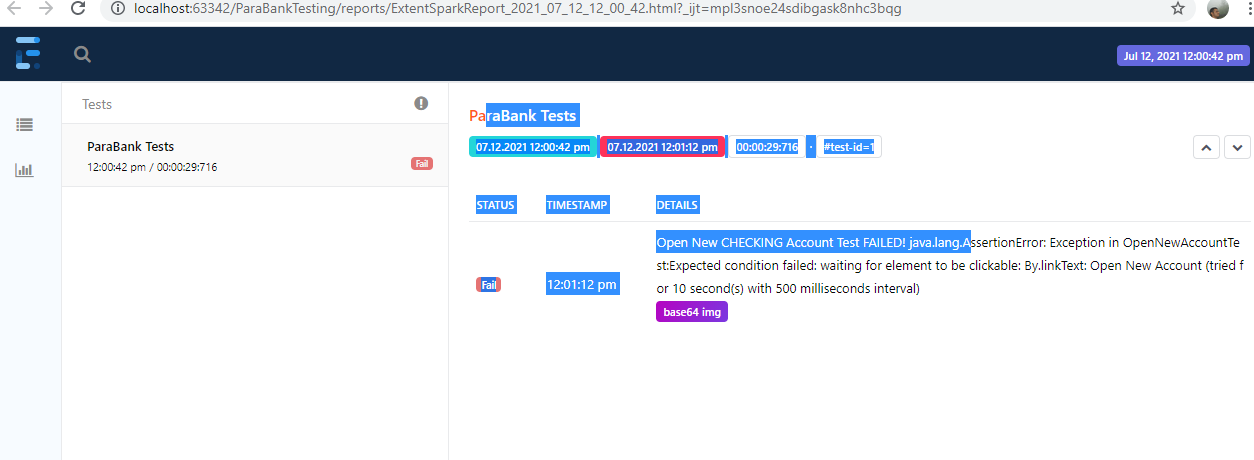 localhost:63342/ParaBankTesting/reports/ExtentSparkReport_2021_07_12_12_00_42.html?_ijt=mpl3snoe24sdibgask8nhc3bqg
Jul 12, 2021 12:00:42 pm
Tests
ParaBank Tests
12:00:42 pm / 00:00:29:716
Fail
ParaBank Tests
07.12.2021 12:00:42 pm 07.12.2021 12:01:12 pm 00:00:29:716 · #test-id=1
STATUS TIMESTAMP DETAILS
Fail 12:01:12 pm
Open New CHECKING Account Test FAILED! java.lang.AssertionError: Exception in OpenNewAccountTe
st:Expected condition failed: waiting for element to be clickable: By.linkText: Open New Account (tried f
or 10 second(s) with 500 milliseconds interval)
base64 img